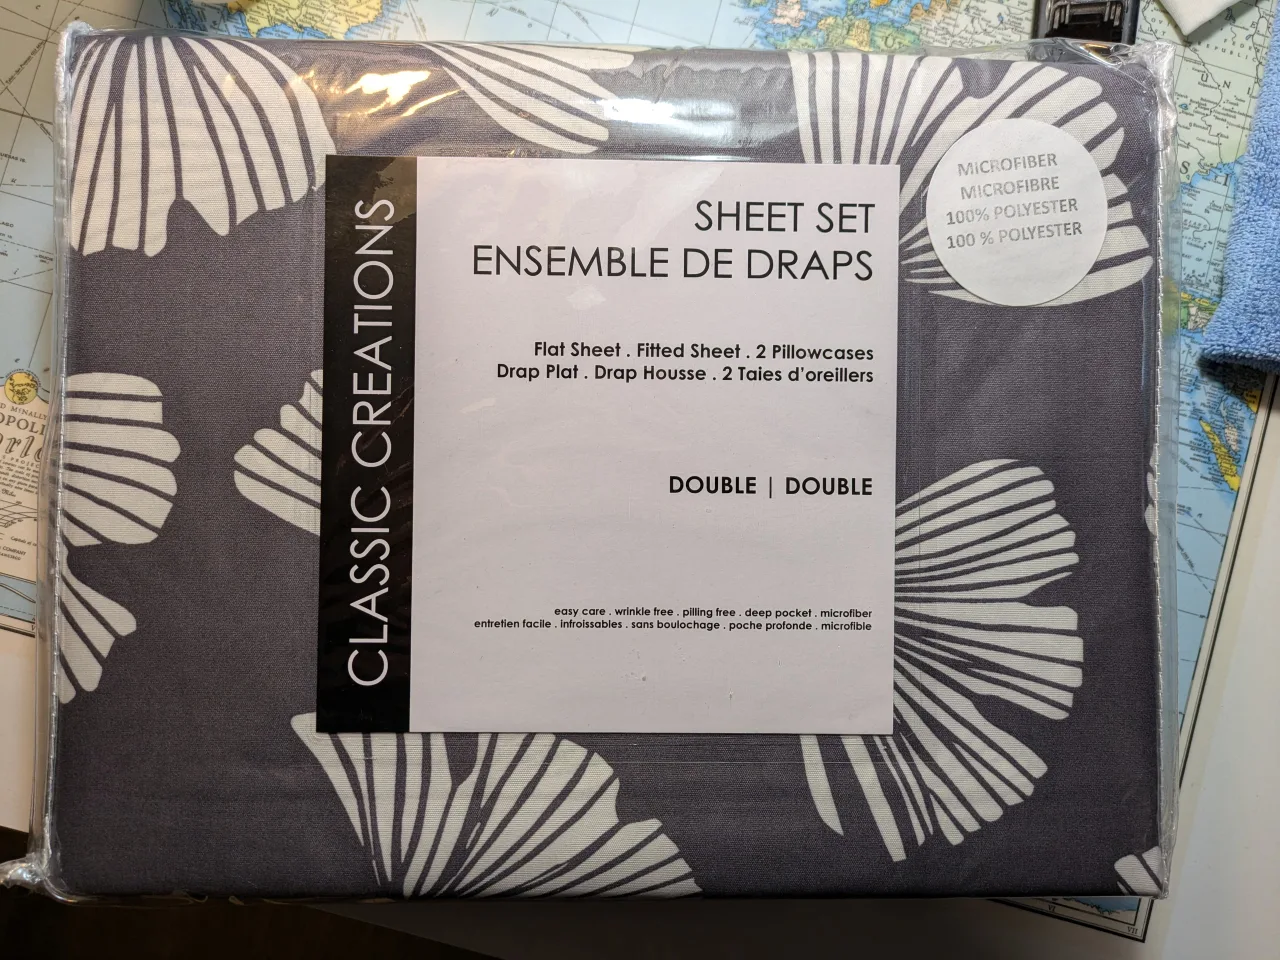 CLASSIC CREATIONS
SHEET SET
ENSEMBLE DE DRAPS
Flat Sheet . Fitted Sheet . 2 Pillowcases
Drap Plat . Drap Housse . 2 Taies d'oreillers
DOUBLE | DOUBLE
easy care . wrinkle free . pilling free . deep pocket . microfiber
entretien facile . infroissables . sans boulochage . poche profonde . microfible
MICROFIBER
MICROFIBRE
100% POLYESTER
100 % POLYESTER